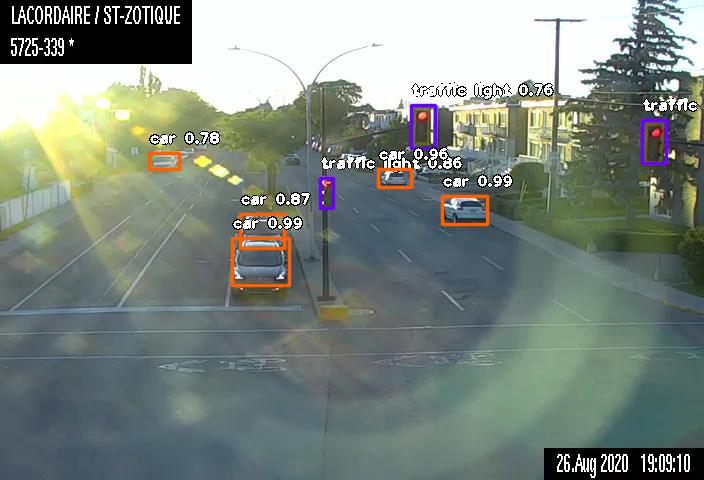 LACORDAIRE / ST-ZOTIQUE
5725-339 *
traffic light 0.76
traffic
car 0.78
car 0.96
traffic light 0.86
car 0.99
car 0.87
car 0.99
26.Aug 2020 19:09:10